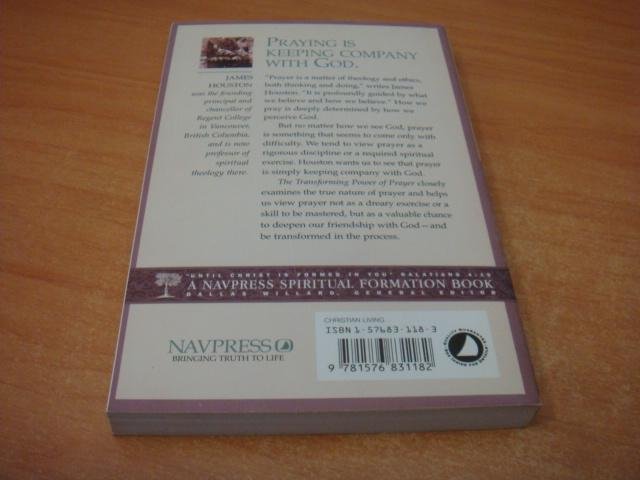 PRAYING IS
KEEPING COMPANY
WITH GOD.
JAMES
HOUSTON
was the founding
principal and
chancellor of
Regent College
in Vancouver,
British Columbia,
and is now
professor of
spiritual
theology there.
"Prayer is a matter of theology and ethics,
both thinking and doing," writes James
Houston. "It is profoundly guided by what
we believe and how we believe." How we
pray is deeply determined by how we
perceive God.
But no matter how we see God, prayer
is something that seems to come only with
difficulty. We tend to view prayer as a
rigorous discipline or a required spiritual
exercise. Houston wants us to see that prayer
is simply keeping company with God.
The Transforming Power of Prayer closely
examines the true nature of prayer and helps
us view prayer not as a dreary exercise or a
skill to be mastered, but as a valuable chance
to deepen our friendship with God—and
be transformed in the process.
"UNTIL CHRIST IS FORMED IN YOU" GALATIANS 4:19
A NAVPRESS SPIRITUAL FORMATION BOOK
DALLAS WILLARD, GENERAL EDITOR
NAVPRESS
BRINGING TRUTH TO LIFE
CHRISTIAN LIVING
ISBN 1-57683-118-3
9 781576 831182